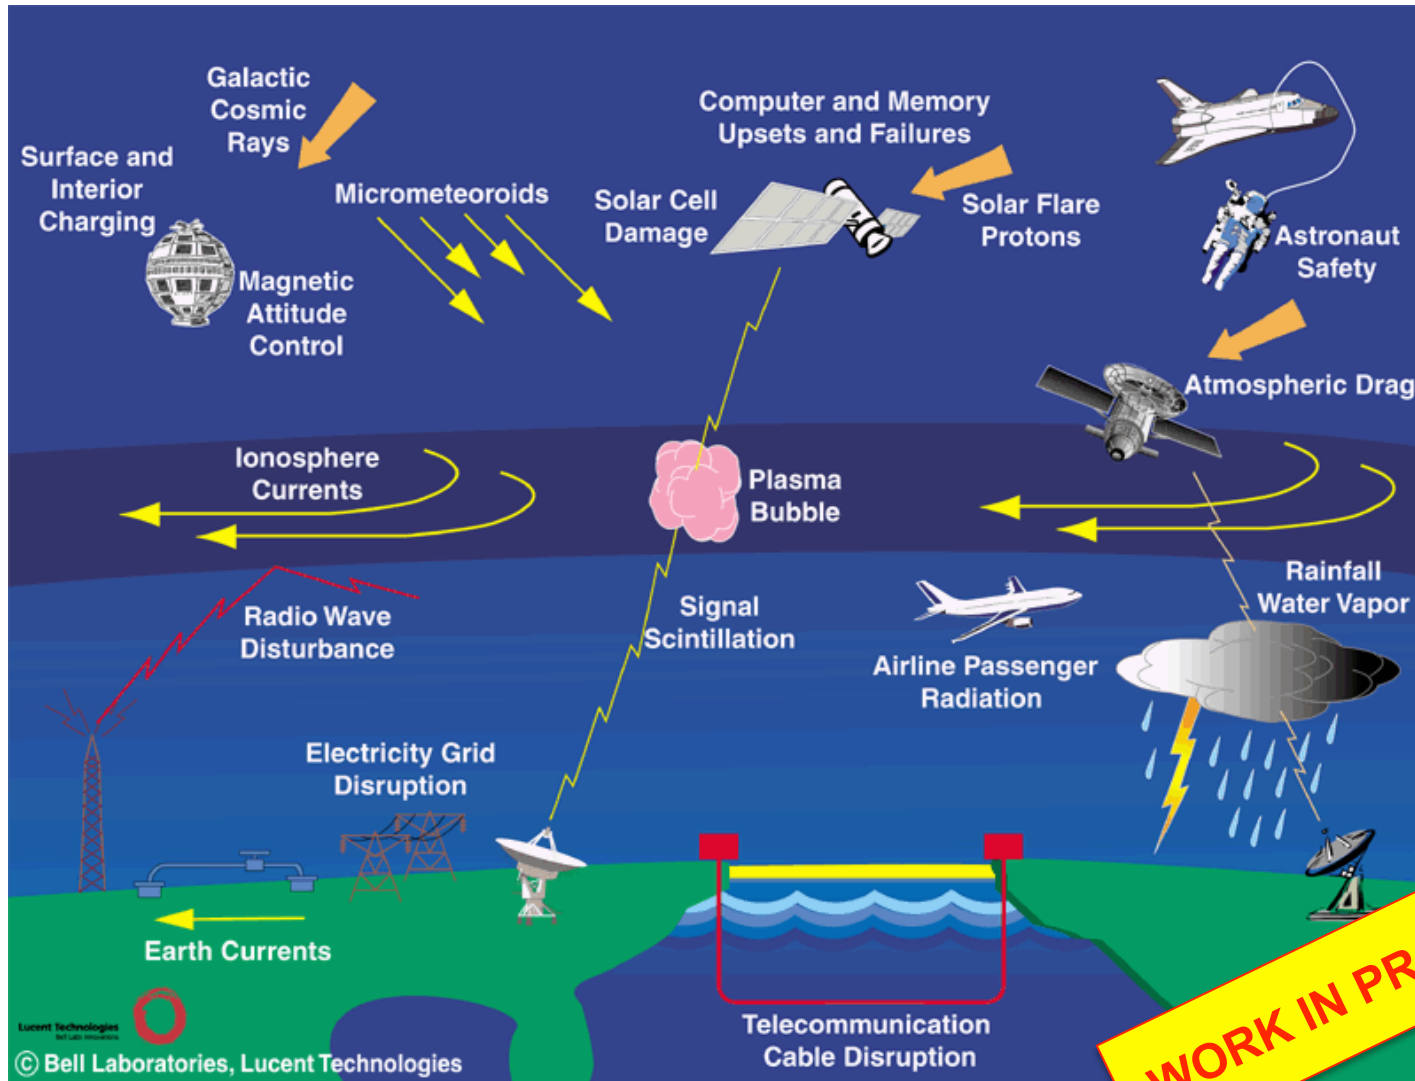 Galactic
Cosmic
Rays
Surface and
Interior
Charging
Magnetic
Attitude
Control
Micrometeoroids
Computer and Memory
Upsets and Failures
Solar Cell
Damage
Solar Flare
Protons
Astronaut
Safety
Atmospheric Drag
Ionosphere
Currents
Plasma
Bubble
Rainfall
Water Vapor
Radio Wave
Disturbance
Signal
Scintillation
Airline Passenger
Radiation
Electricity Grid
Disruption
Earth Currents
Telecommunication
Cable Disruption
Lucent Technologies
Bell Labs Innovations
© Bell Laboratories, Lucent Technologies
WORK IN PR